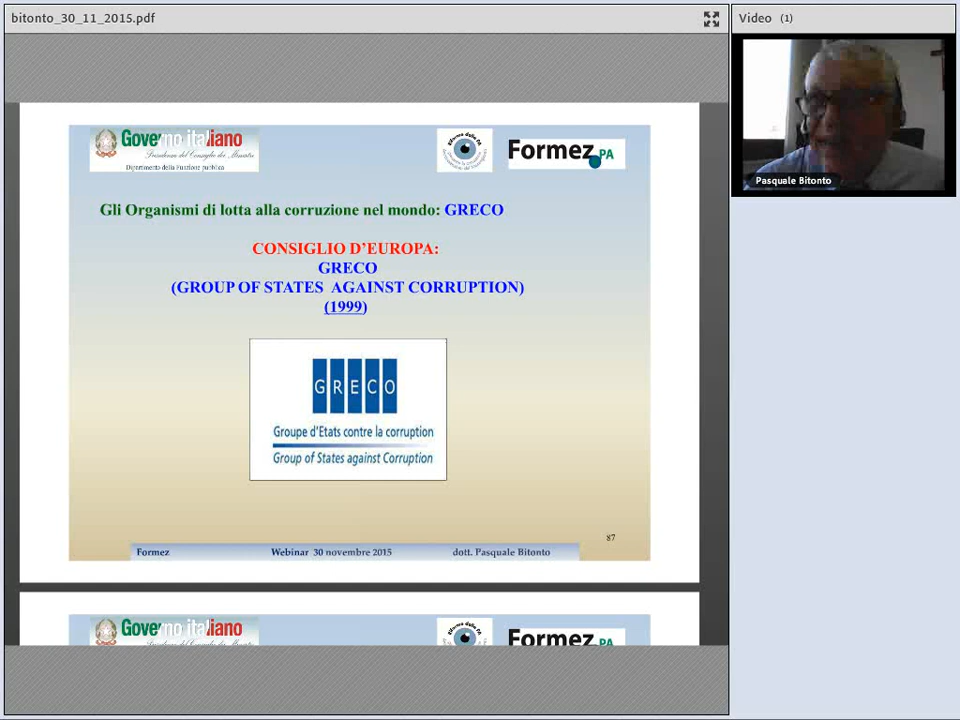 bitonto_30_11_2015.pdf
Video (1)
Pasquale Bitonto
Governo italiano
Presidenza del Consiglio dei Ministri
Dipartimento della Funzione pubblica
Formez PA
Gli Organismi di lotta alla corruzione nel mondo: GRECO
CONSIGLIO D’EUROPA:
GRECO
(GROUP OF STATES AGAINST CORRUPTION)
(1999)
GRECO
Groupe d'Etats contre la corruption
Group of States against Corruption
87
Formez Webinar 30 novembre 2015 dott. Pasquale Bitonto
Governo italiano
Formez PA